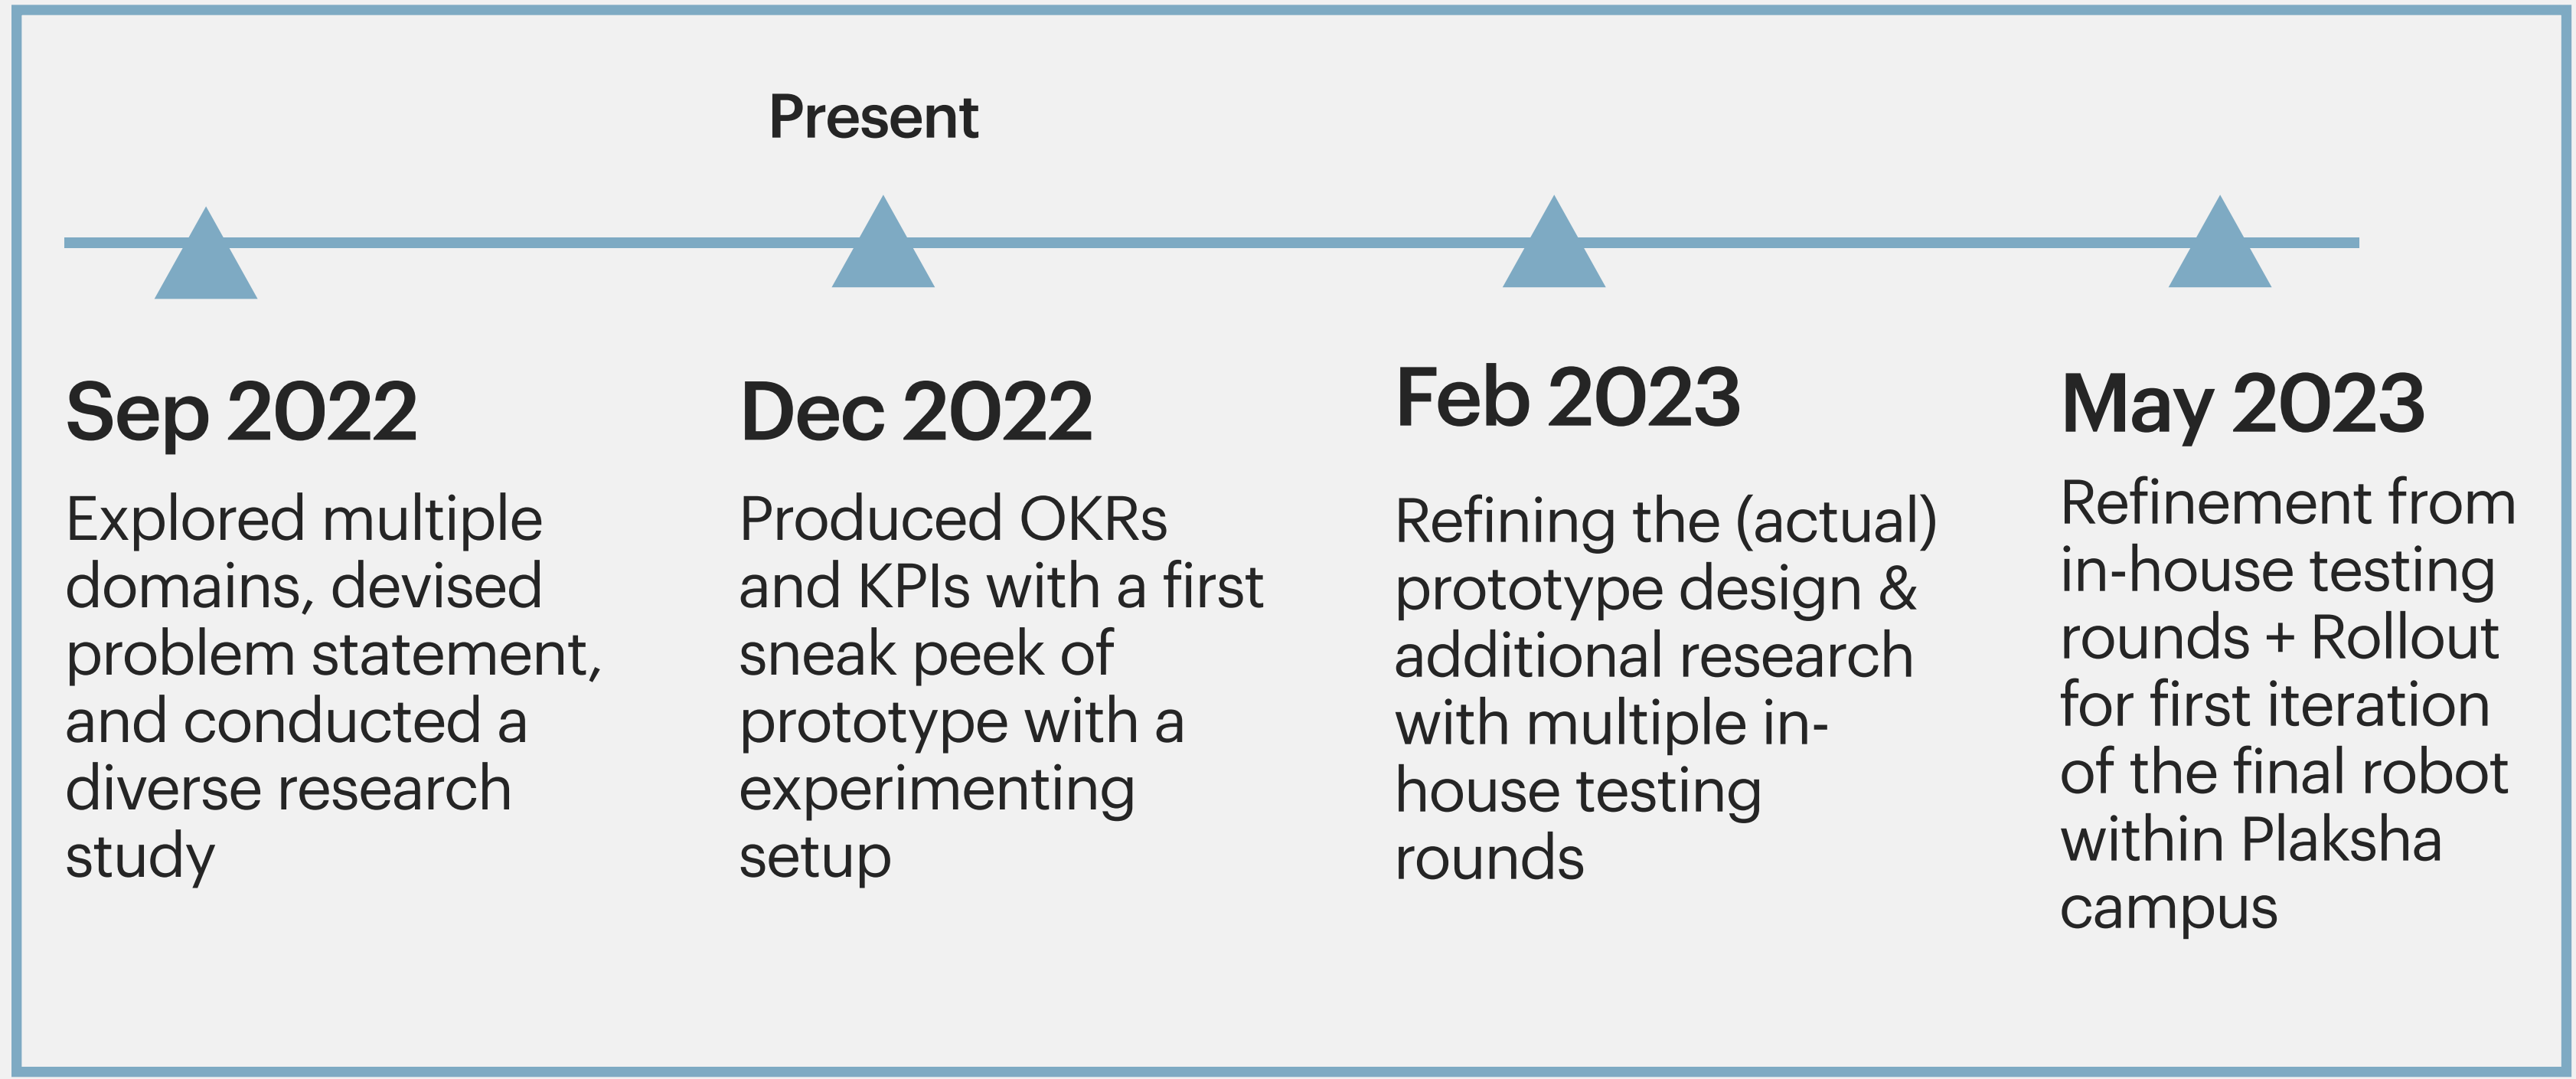 Present
Sep 2022
Explored multiple
domains, devised
problem statement,
and conducted a
diverse research
study
Dec 2022
Produced OKRs
and KPIs with a first
sneak peek of
prototype with a
experimenting
setup
Feb 2023
Refining the (actual)
prototype design &
additional research
with multiple in-
house testing
rounds
May 2023
Refinement from
in-house testing
rounds + Rollout
for first iteration
of the final robot
within Plaksha
campus